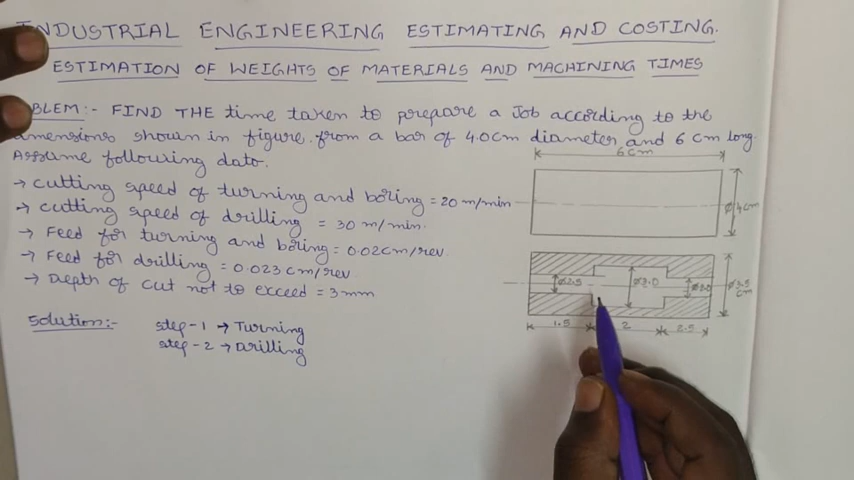 INDUSTRIAL ENGINEERING ESTIMATING AND COSTING.
ESTIMATION OF WEIGHTS OF MATERIALS AND MACHINING TIMES
OBLEM:- FIND THE time taken to prepare a Job according to the
dimensions shown in figure. from a bar of 4.0cm diameter and 6 cm long.
Assume following data.
→ cutting speed of turning and boring = 20 m/min
→ cutting speed of drilling = 30 m/min.
→ Feed for turning and boring = 0.02cm/rev.
→ Feed for drilling = 0.023cm/rev
→ Depth of cut not to exceed = 3mm
6cm
Ø4cm
Ø2.5
Ø3.0
Ø2.0
Ø3.5 cm
1.5 2 2.5
Solution:- step-1 → Turning
step-2 → Drilling